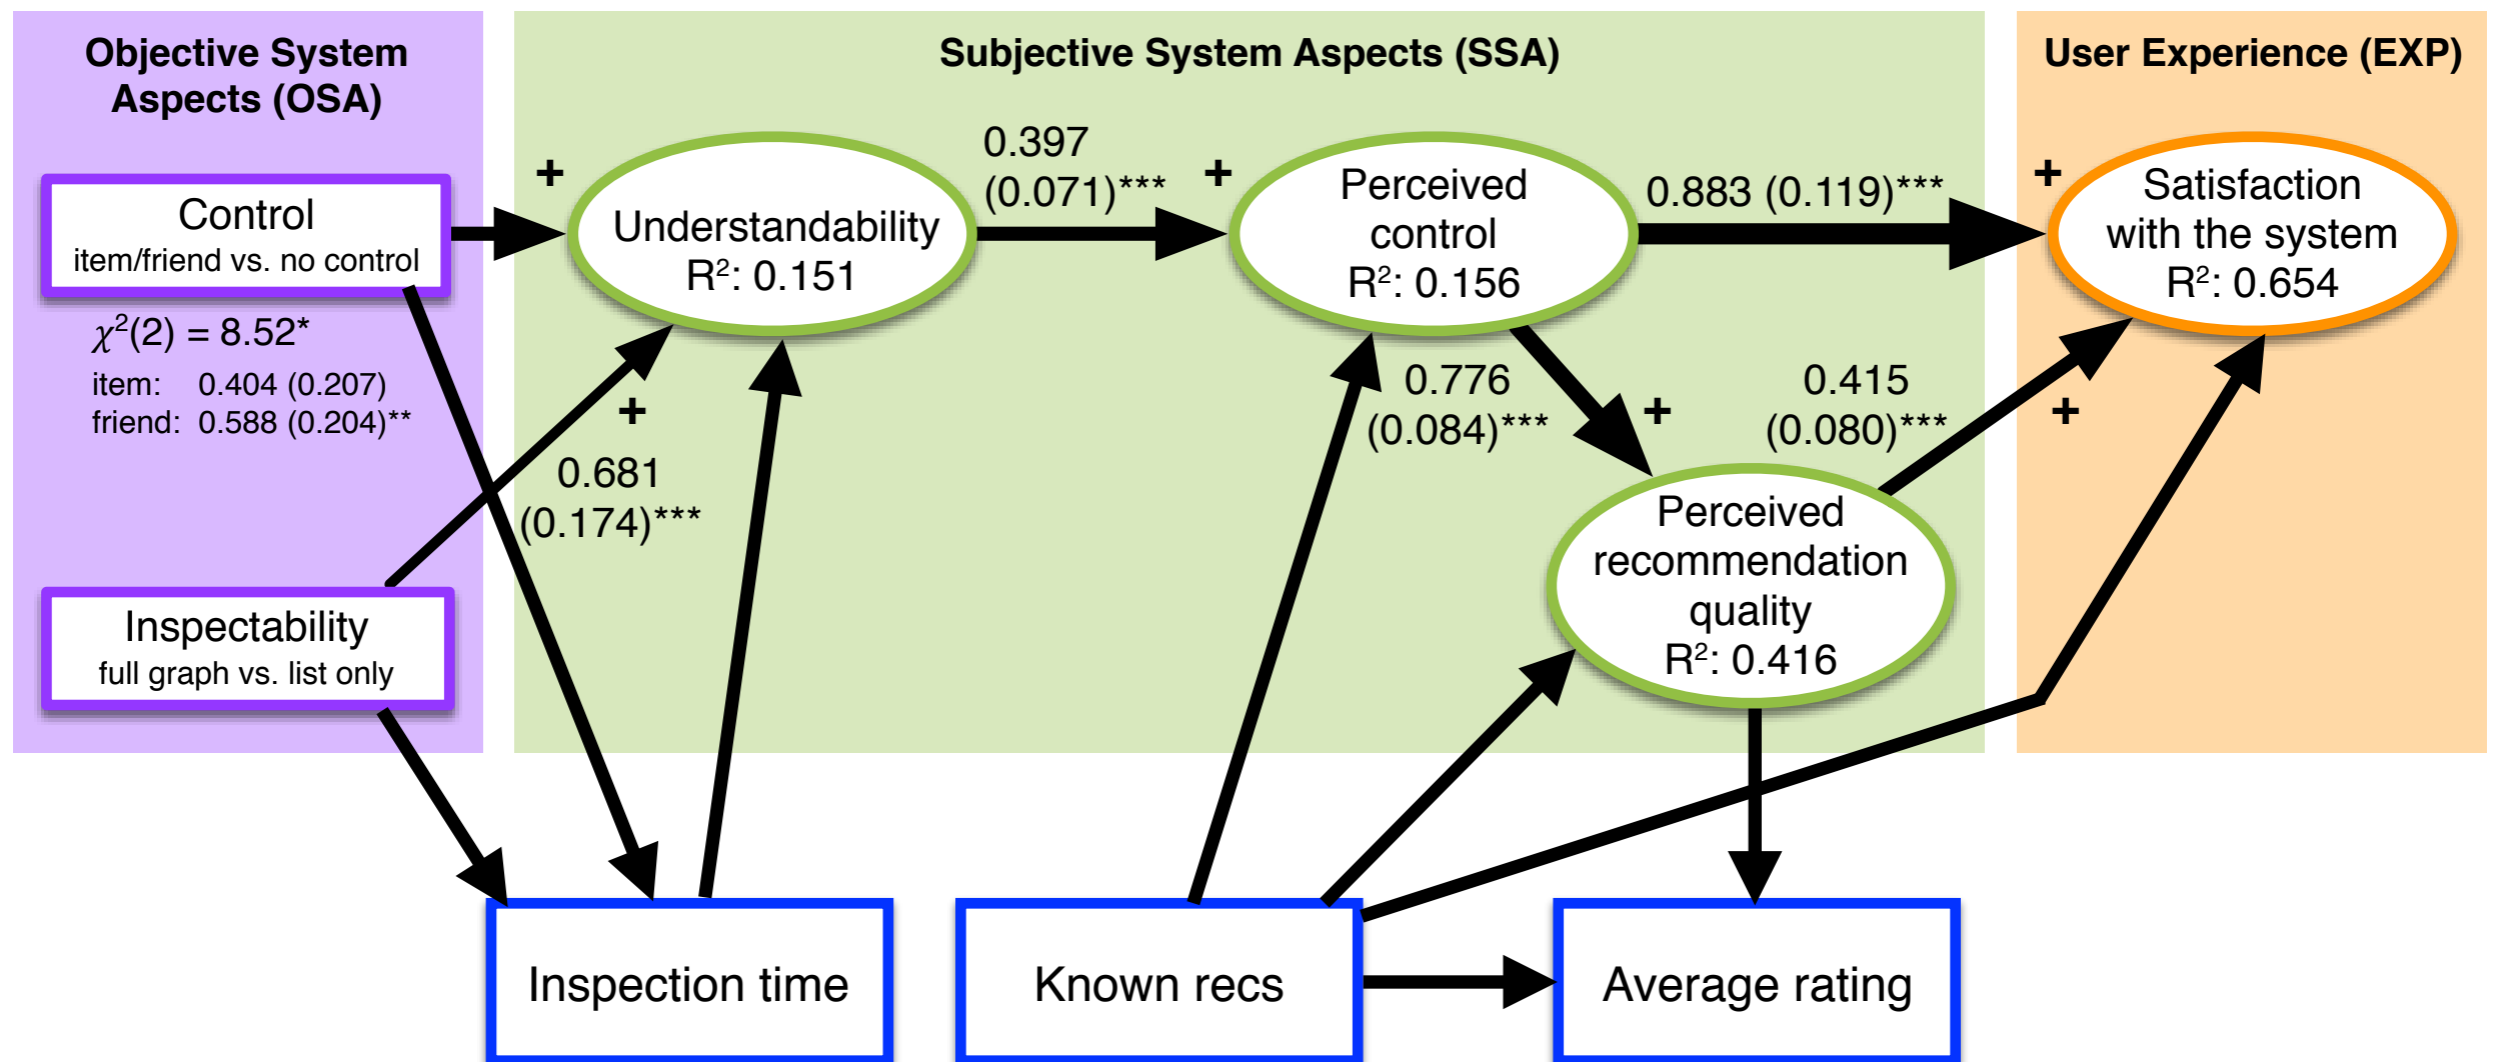 Objective System
Aspects (OSA)
Subjective System Aspects (SSA)
User Experience (EXP)
Control
item/friend vs. no control
χ²(2) = 8.52*
item: 0.404 (0.207)
friend: 0.588 (0.204)**
+
Understandability
R²: 0.151
0.397
(0.071)***
+
Perceived
control
R²: 0.156
0.883 (0.119)***
+
Satisfaction
with the system
R²: 0.654
+
0.681
(0.174)***
0.776
(0.084)***
+
0.415
(0.080)***
+
Inspectability
full graph vs. list only
Perceived
recommendation
quality
R²: 0.416
Inspection time
Known recs
Average rating